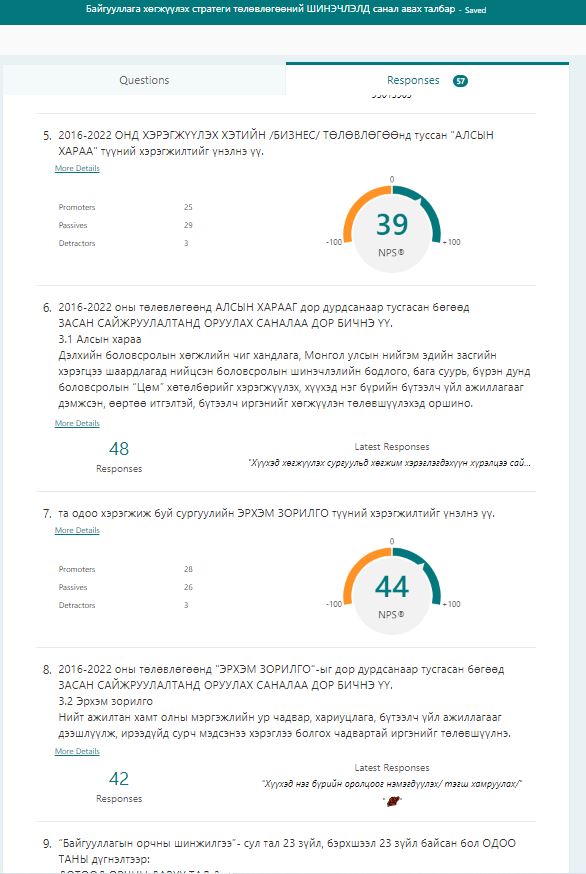 Байгууллага хөгжүүлэх стратеги төлөвлөгөөний ШИНЭЧЛЭЛД санал авах талбар - Saved
Questions
Responses 57
5. 2016-2022 ОНД ХЭРЭГЖҮҮЛЭХ ХЭТИЙН /БИЗНЕС/ ТӨЛӨВЛӨГӨӨнд туссан "АЛСЫН
ХАРАА" түүний хэрэгжилтийг үнэлнэ үү.
More Details
Promoters 25
Passives 29
Detractors 3
0
-100
+100
39
NPS®
6. 2016-2022 оны төлөвлөгөөнд АЛСЫН ХАРААГ дор дурдсанаар тусгасан бөгөөд
ЗАСАН САЙЖРУУЛАЛТАНД ОРУУЛАХ САНАЛАА ДОР БИЧНЭ ҮҮ.
3.1 Алсын хараа
Дэлхийн боловсролын хөгжлийн чиг хандлага, Монгол улсын нийгэм эдийн засгийн
хэрэгцээ шаардлагад нийцсэн боловсролын шинэчлэлийн бодлого, бага суурь, бүрэн дунд
боловсролын "Цөм" хөтөлбөрийг хэрэгжүүлэх, хүүхэд нэг бүрийн бүтээлч үйл ажиллагааг
дэмжсэн, өөртөө итгэлтэй, бүтээлч иргэнийг хөгжүүлэн төлөвшүүлэхэд оршино.
More Details
48
Responses
Latest Responses
"Хүүхэд хөгжүүлэх сургуульд хөгжим хэрэглэгдэхүүн хүрэлцээ сай...
7. та одоо хэрэгжиж буй сургуулийн ЭРХЭМ ЗОРИЛГО түүний хэрэгжилтийг үнэлнэ үү.
More Details
Promoters 28
Passives 26
Detractors 3
0
-100
+100
44
NPS®
8. 2016-2022 оны төлөвлөгөөнд "ЭРХЭМ ЗОРИЛГО"-ыг дор дурдсанаар тусгасан бөгөөд
ЗАСАН САЙЖРУУЛАЛТАНД ОРУУЛАХ САНАЛАА ДОР БИЧНЭ ҮҮ.
3.2 Эрхэм зорилго
Нийт ажилтан хамт олны мэргэжлийн ур чадвар, хариуцлага, бүтээлч үйл ажиллагааг
дээшлүүлж, ирээдүйд сурч мэдсэнээ хэрэглээ болгох чадвартай иргэнийг төлөвшүүлнэ.
More Details
42
Responses
Latest Responses
"Хүүхэд нэг бүрийн оролцоог нэмэгдүүлэх/ тэгш хамруулах/"
9. "Байгууллагын орчны шинжилгээ"- сул тал 23 зүйл, бэрхшээл 23 зүйл байсан бол ОДОО
ТАНЫ дүгнэлтээр: